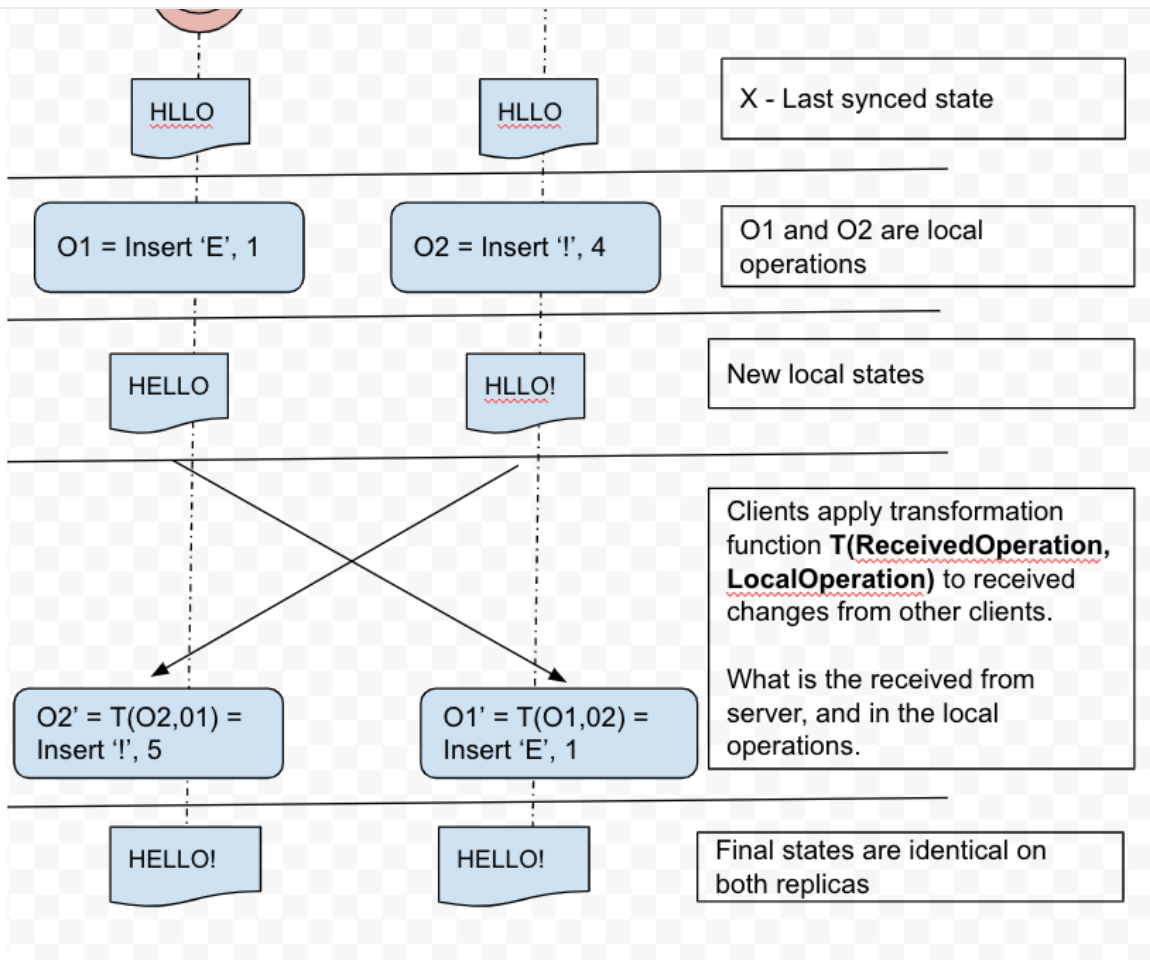 HLLO
HLLO
X - Last synced state
O1 = Insert ‘E’, 1
O2 = Insert ‘!’, 4
O1 and O2 are local
operations
HELLO
HLLO!
New local states
Clients apply transformation
function T(ReceivedOperation,
LocalOperation) to received
changes from other clients.
What is the received from
server, and in the local
operations.
O2’ = T(O2,01) =
Insert ‘!’, 5
O1’ = T(O1,02) =
Insert ‘E’, 1
HELLO!
HELLO!
Final states are identical on
both replicas